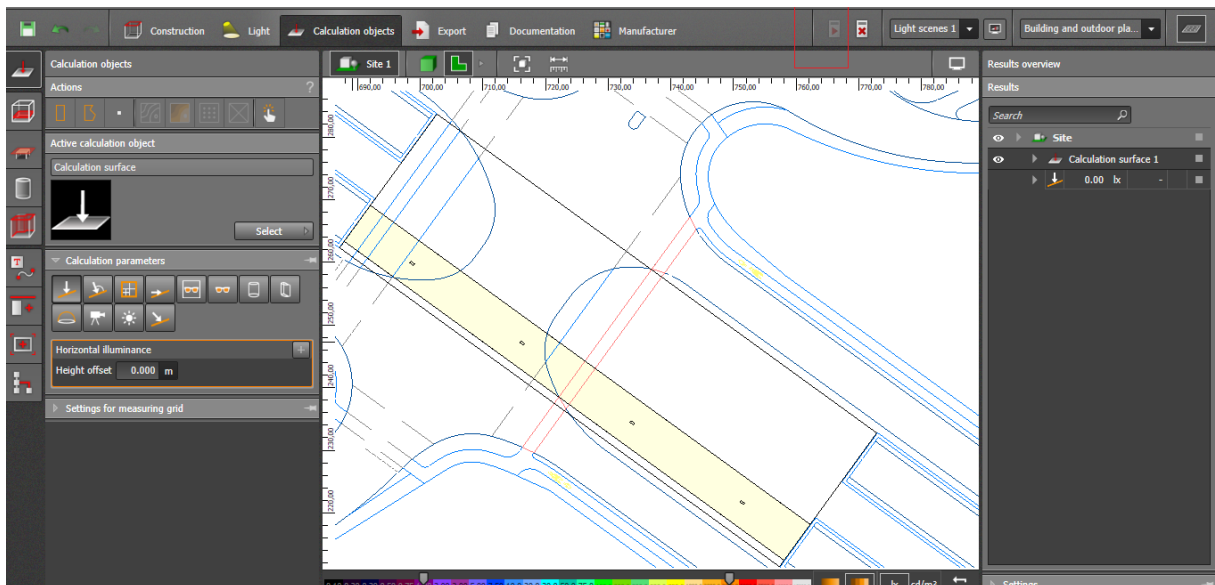 Construction
Light
Calculation objects
Export
Documentation
Manufacturer
Light scenes 1
Building and outdoor pla...
Calculation objects
Actions
?
Active calculation object
Calculation surface
Select
Calculation parameters
Horizontal illuminance
Height offset 0.000 m
Settings for measuring grid
Site 1
690,00 700,00 710,00 720,00 730,00 740,00 750,00 760,00 770,00 780,00
280,00
270,00
260,00
250,00
240,00
230,00
220,00
lx cd/m²
Results overview
Results
Search
Site
Calculation surface 1
0.00 lx -
Settings